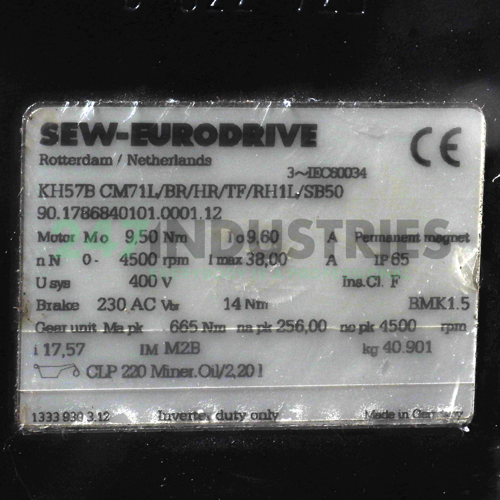 SEW-EURODRIVE
Rotterdam / Netherlands
CE
3~IEC60034
KH57B CM71L/BR/HR/TF/RH1L/SB50
90.1786840101.0001.12
Motor Mo 9,50 Nm Io 9,60 A Permanent magnet
n N 0- 4500 rpm I max 38,00 A IP 65
U sys 400 V Ins.Cl. F
Brake 230 AC Vbr 14 Nm BMK1.5
Gear unit Ma pk 665 Nm na pk 256,00 ne pk 4500 rpm
i 17,57 IM M2B kg 40.901
CLP 220 Miner.Oil/2,20 l
1333 930 3.12 Inverter duty only Made in Germany
INDUSTRIES